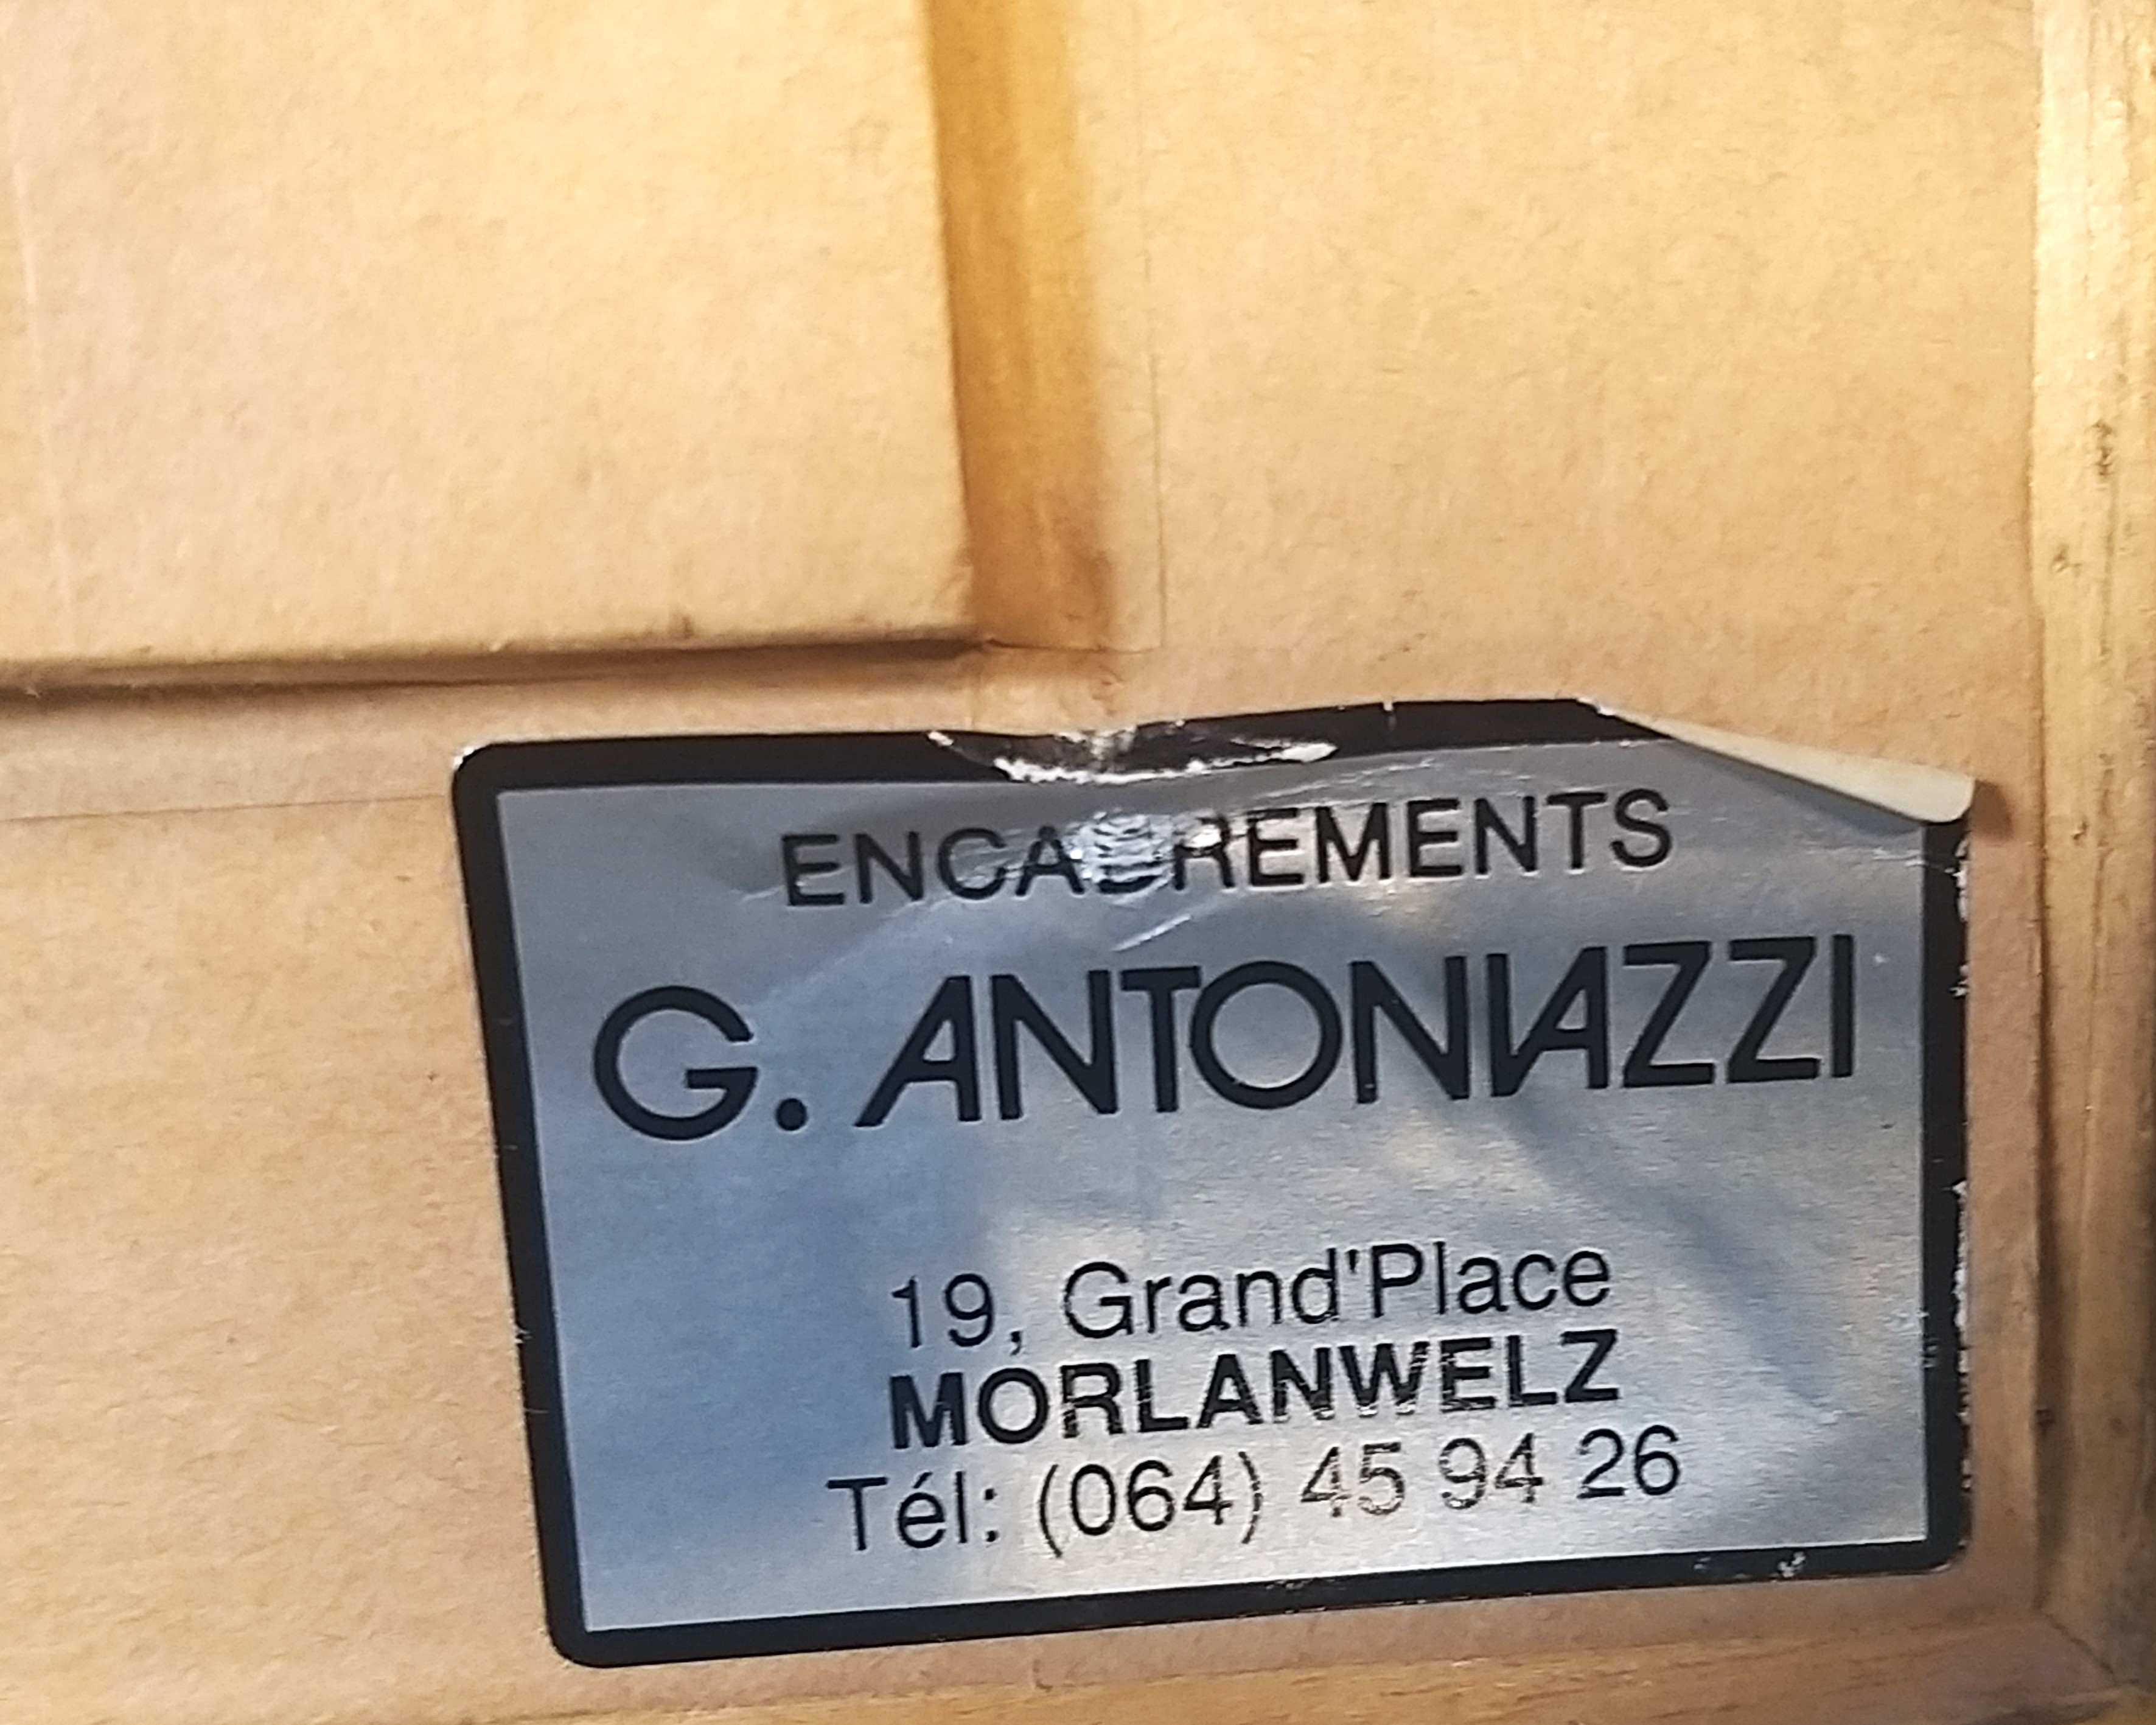 ENCADREMENTS
G. ANTONIAZZI
19, Grand'Place
MORLANWELZ
Tél: (064) 45 94 26